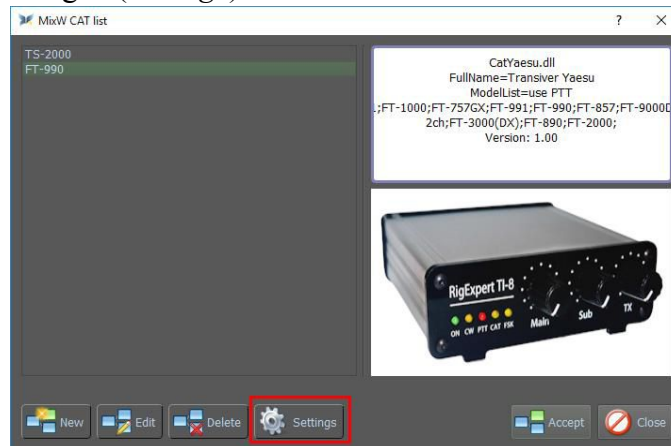 MixW CAT list
TS-2000
FT-990
CatYaesu.dll
FullName=Transiver Yaesu
ModelList=use PTT
;FT-1000;FT-757GX;FT-991;FT-990;FT-857;FT-9000D
2ch;FT-3000(DX);FT-890;FT-2000;
Version: 1.00
RigExpert TI-8
ON CW PTT CAT FSK
Main
Sub
TX
New
Edit
Delete
Settings
Accept
Close